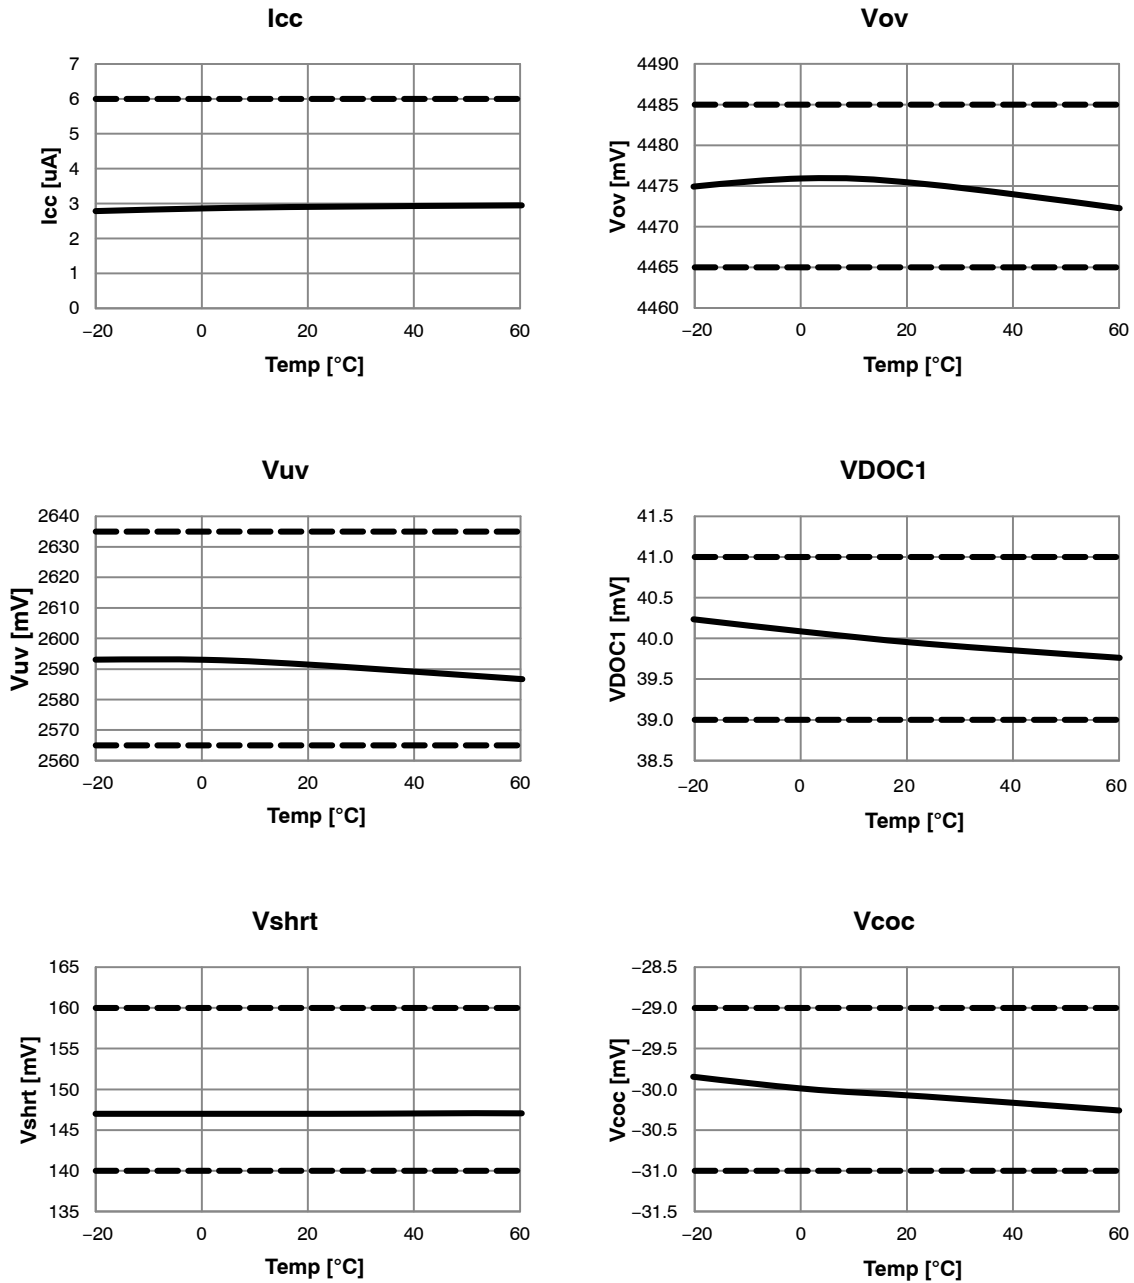 Icc
7
6
5
4
3
2
1
0
Icc [uA]
−20 0 20 40 60
Temp [°C]
Vov
4490
4485
4480
4475
4470
4465
4460
Vov [mV]
−20 0 20 40 60
Temp [°C]
Vuv
2640
2630
2620
2610
2600
2590
2580
2570
2560
Vuv [mV]
−20 0 20 40 60
Temp [°C]
VDOC1
41.5
41.0
40.5
40.0
39.5
39.0
38.5
VDOC1 [mV]
−20 0 20 40 60
Temp [°C]
Vshrt
165
160
155
150
145
140
135
Vshrt [mV]
−20 0 20 40 60
Temp [°C]
Vcoc
−28.5
−29.0
−29.5
−30.0
−30.5
−31.0
−31.5
Vcoc [mV]
−20 0 20 40 60
Temp [°C]